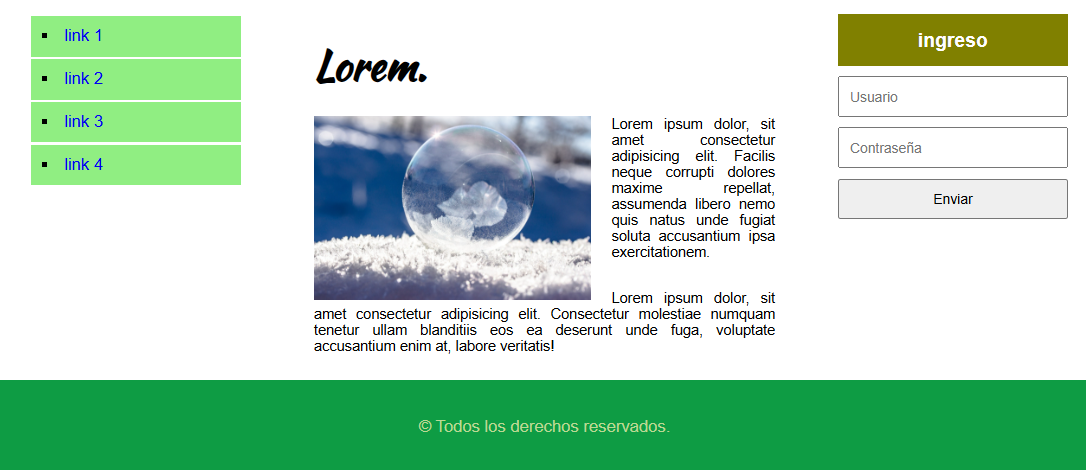 link 1
link 2
link 3
link 4
Lorem.
Lorem ipsum dolor, sit
amet consectetur
adipisicing elit. Facilis
neque corrupti dolores
maxime repellat,
assumenda libero nemo
quis natus unde fugiat
soluta accusantium ipsa
exercitationem.
Lorem ipsum dolor, sit
amet consectetur adipisicing elit. Consectetur molestiae numquam
tenetur ullam blanditiis eos ea deserunt unde fuga, voluptate
accusantium enim at, labore veritatis!
ingreso
Usuario
Contraseña
Enviar
© Todos los derechos reservados.